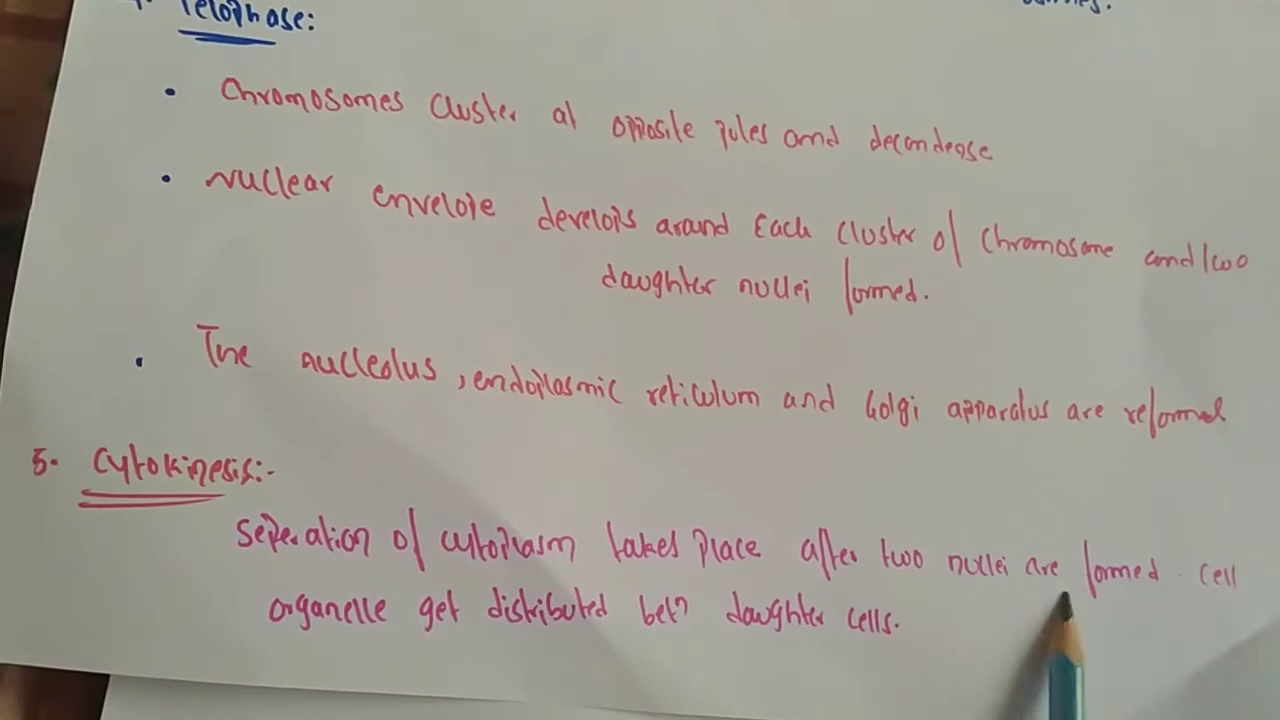 Telophase:
• Chromosomes cluster at opposite poles and decondense
• Nuclear envelope develops around Each cluster of chromosome and two
daughter nuclei formed.
• The nucleolus, endoplasmic reticulum and Golgi apparatus are reformed
5. Cytokinesis:-
Seperation of cytoplasm takes place after two nuclei are formed. cell
organelle get distributed betn daughter cells.